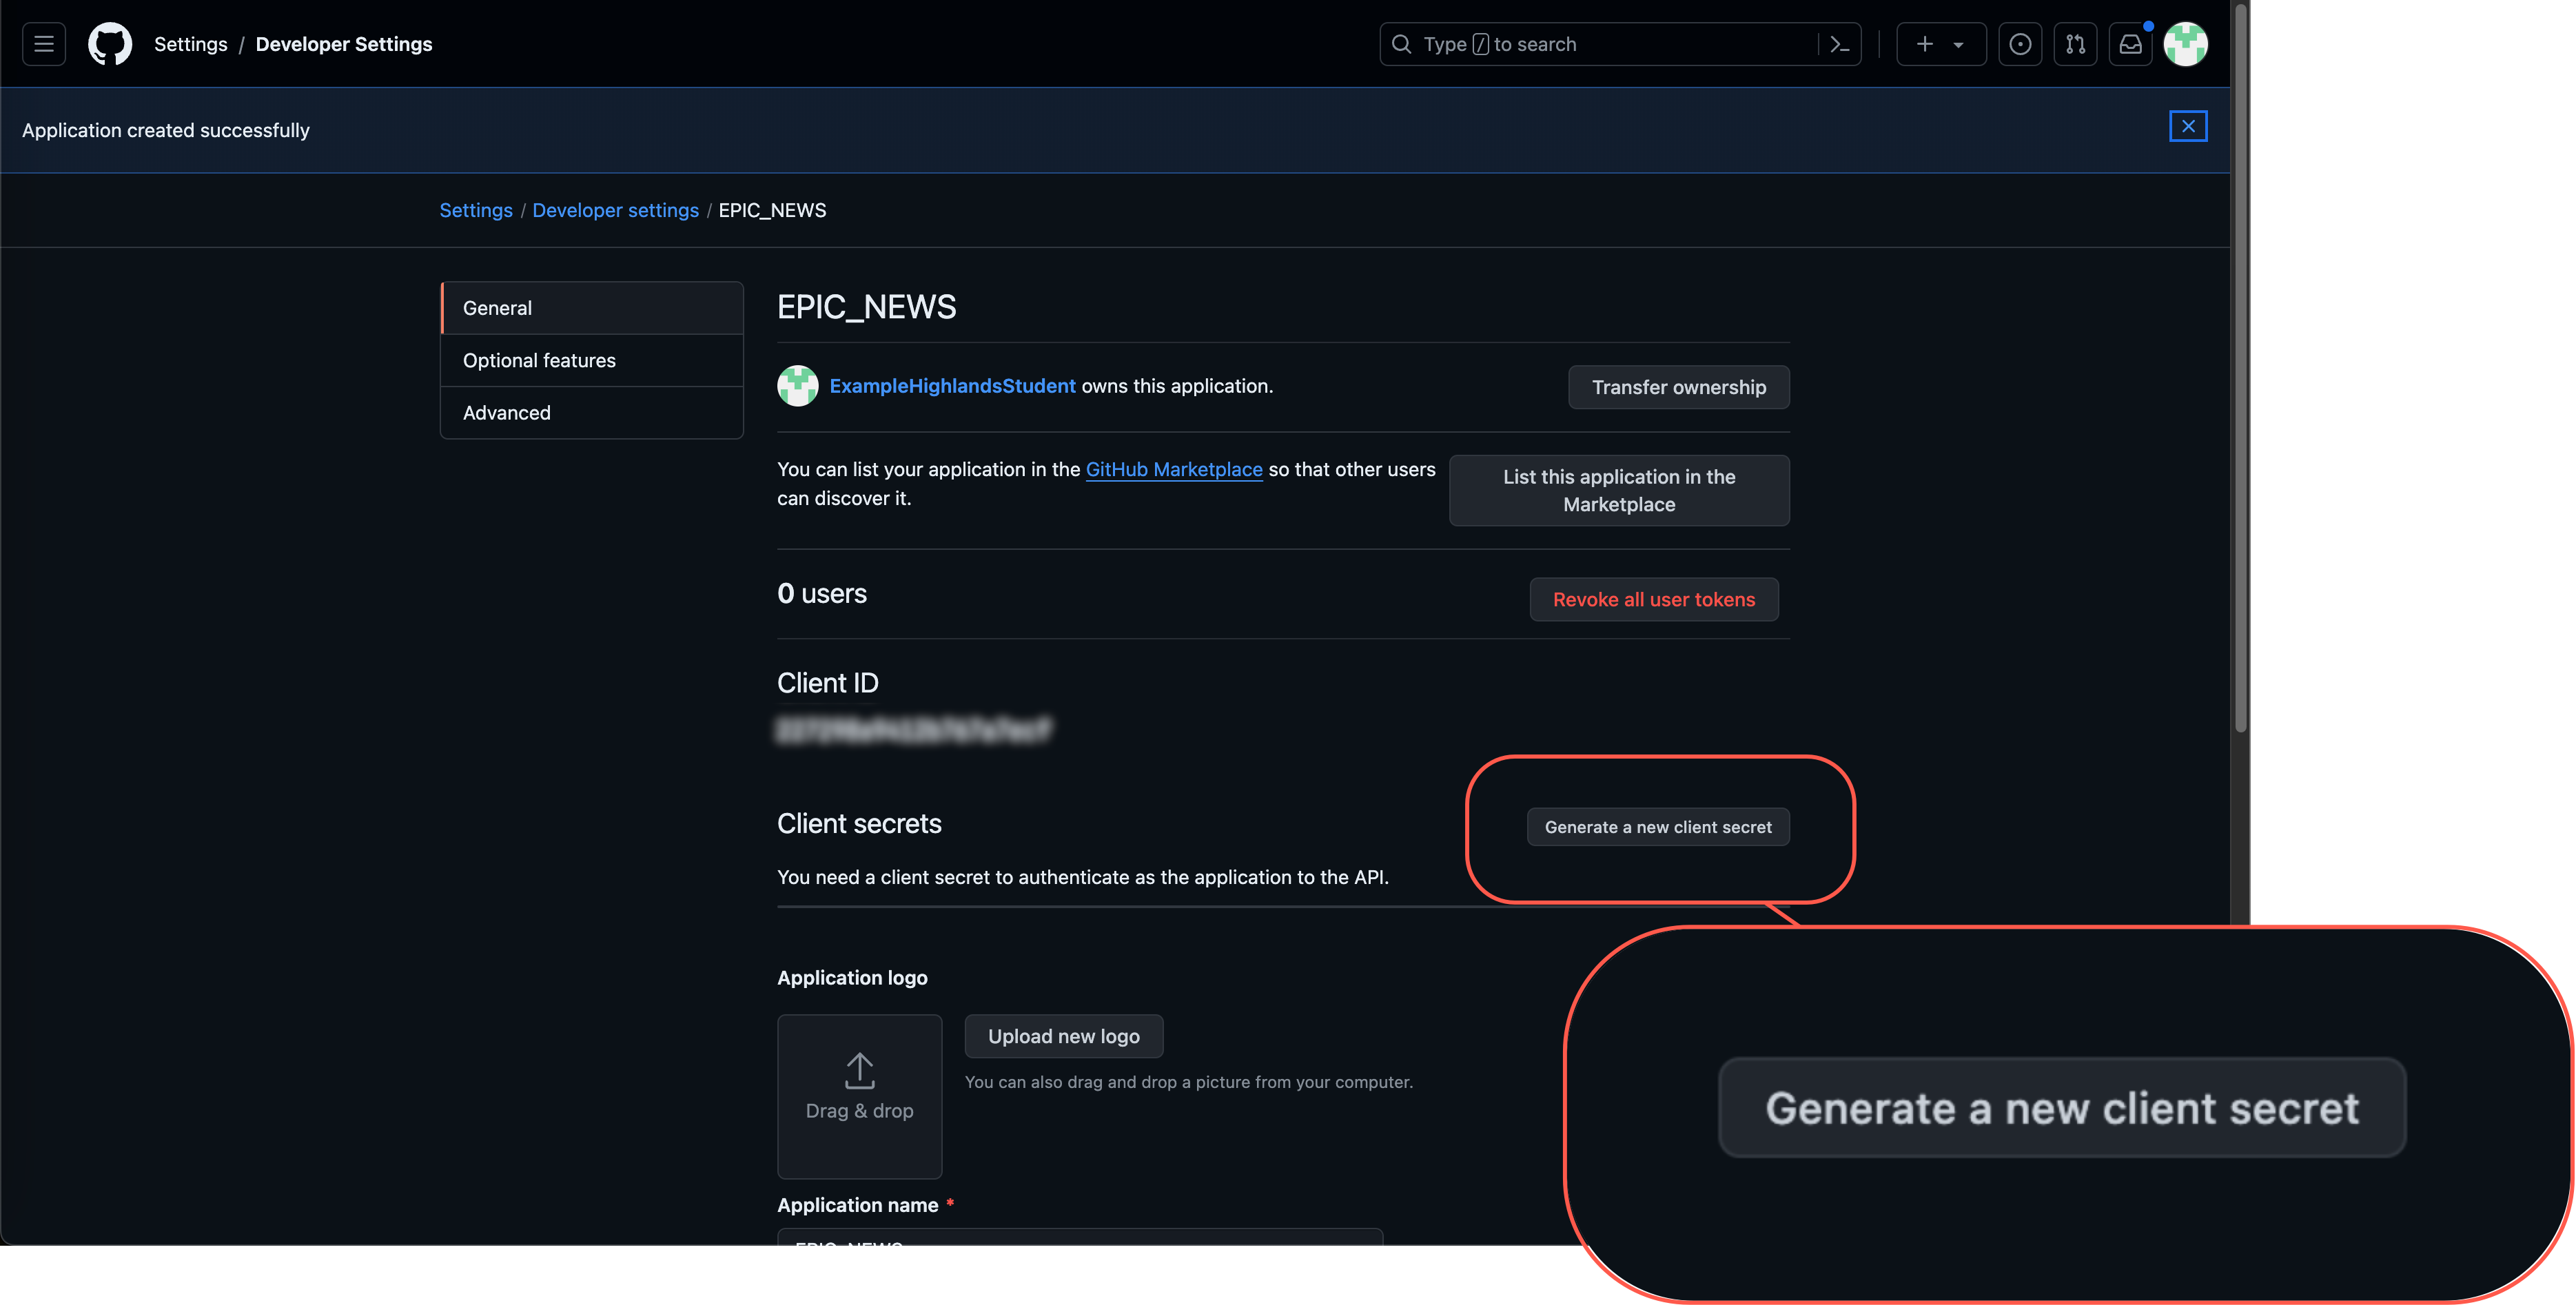 Settings / Developer Settings
Type / to search
Application created successfully
Settings / Developer settings / EPIC_NEWS
General
Optional features
Advanced
EPIC_NEWS
ExampleHighlandsStudent owns this application.
Transfer ownership
You can list your application in the GitHub Marketplace so that other users
can discover it.
List this application in the
Marketplace
0 users
Revoke all user tokens
Client ID
Client secrets
Generate a new client secret
You need a client secret to authenticate as the application to the API.
Generate a new client secret
Application logo
Drag & drop
Upload new logo
You can also drag and drop a picture from your computer.
Application name *
EPIC_NEWS